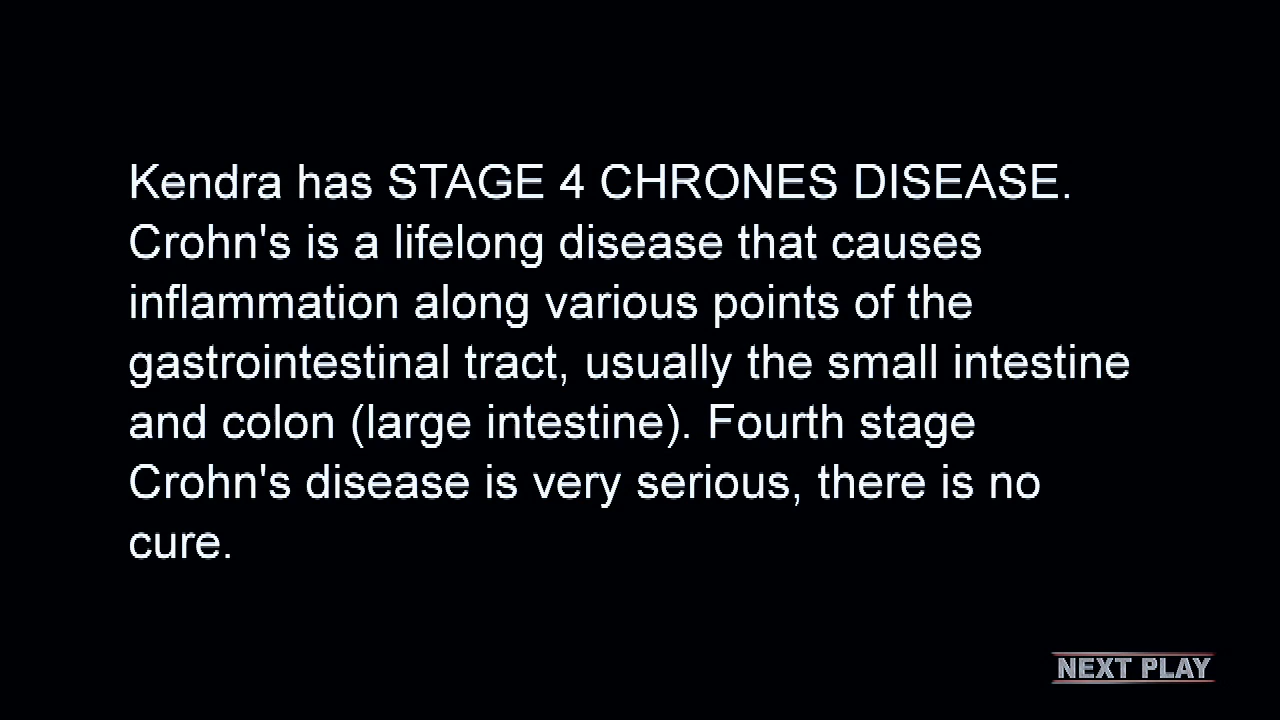 Kendra has STAGE 4 CHRONES DISEASE.
Crohn's is a lifelong disease that causes
inflammation along various points of the
gastrointestinal tract, usually the small intestine
and colon (large intestine). Fourth stage
Crohn's disease is very serious, there is no
cure.
NEXT PLAY